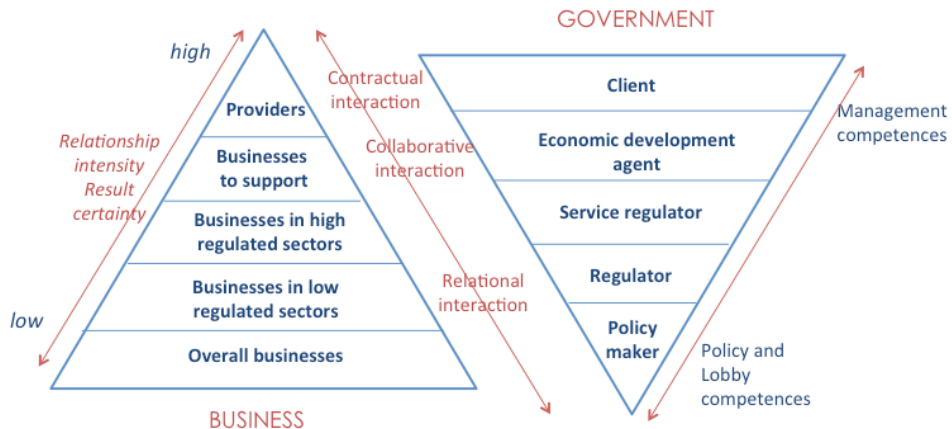 GOVERNMENT
high
Contractual
interaction
Client
Providers
Management
competences
Relationship
intensity
Result
certainty
Collaborative
interaction
Economic development
agent
Businesses
to support
Service regulator
Businesses in high
regulated sectors
Relational
interaction
Regulator
Businesses in low
regulated sectors
low
Policy
maker
Policy and
Lobby
competences
Overall businesses
BUSINESS